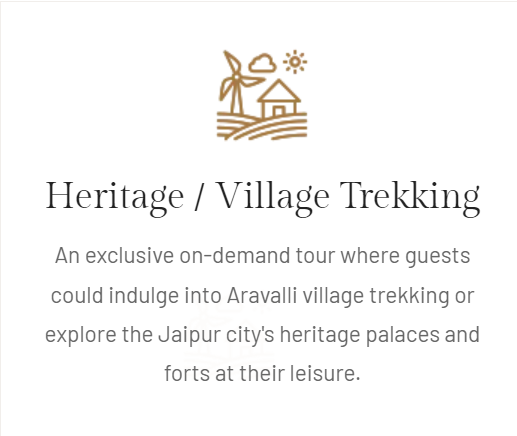 Heritage / Village Trekking
An exclusive on-demand tour where guests
could indulge into Aravalli village trekking or
explore the Jaipur city's heritage palaces and
forts at their leisure.